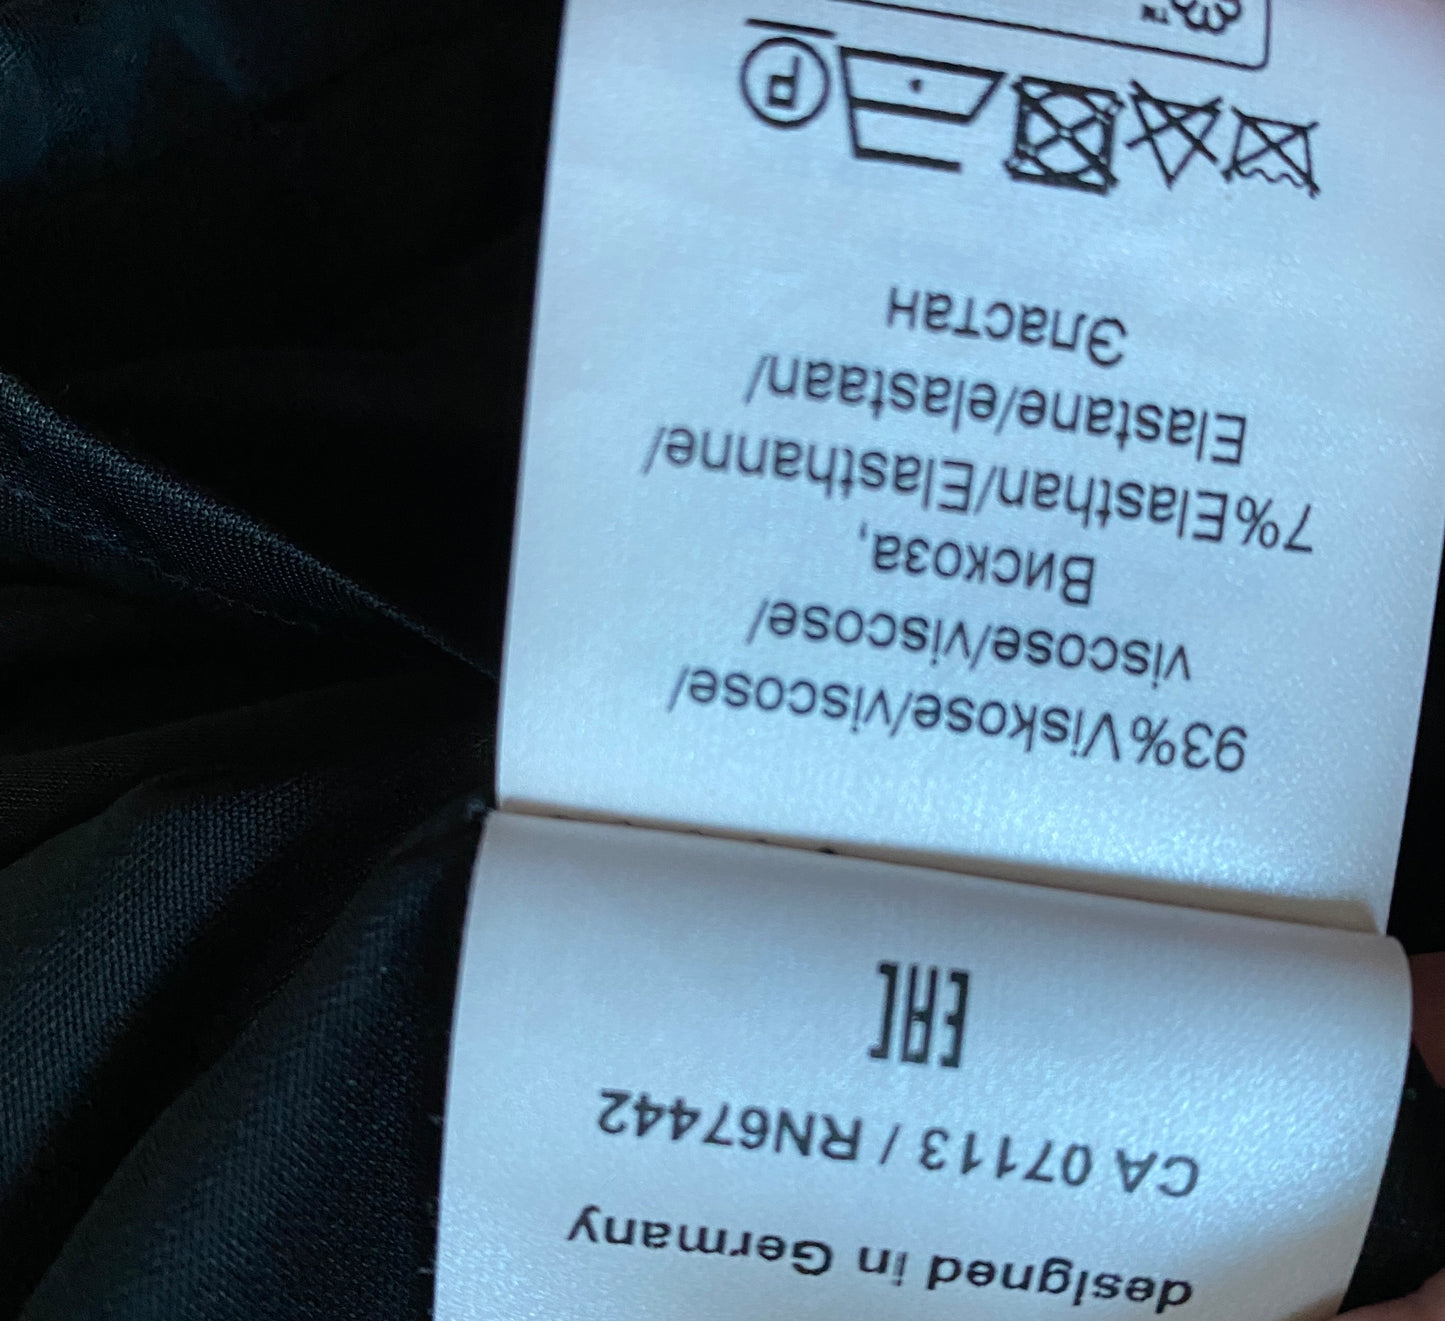 designed in Germany
CA 07113 / RN67442
EAC
93%Viskose/viscose/
viscose/viscose/
Вискоза,
7%Elasthan/Elasthanne/
Elastane/elastaan/
Эластан
P
TM